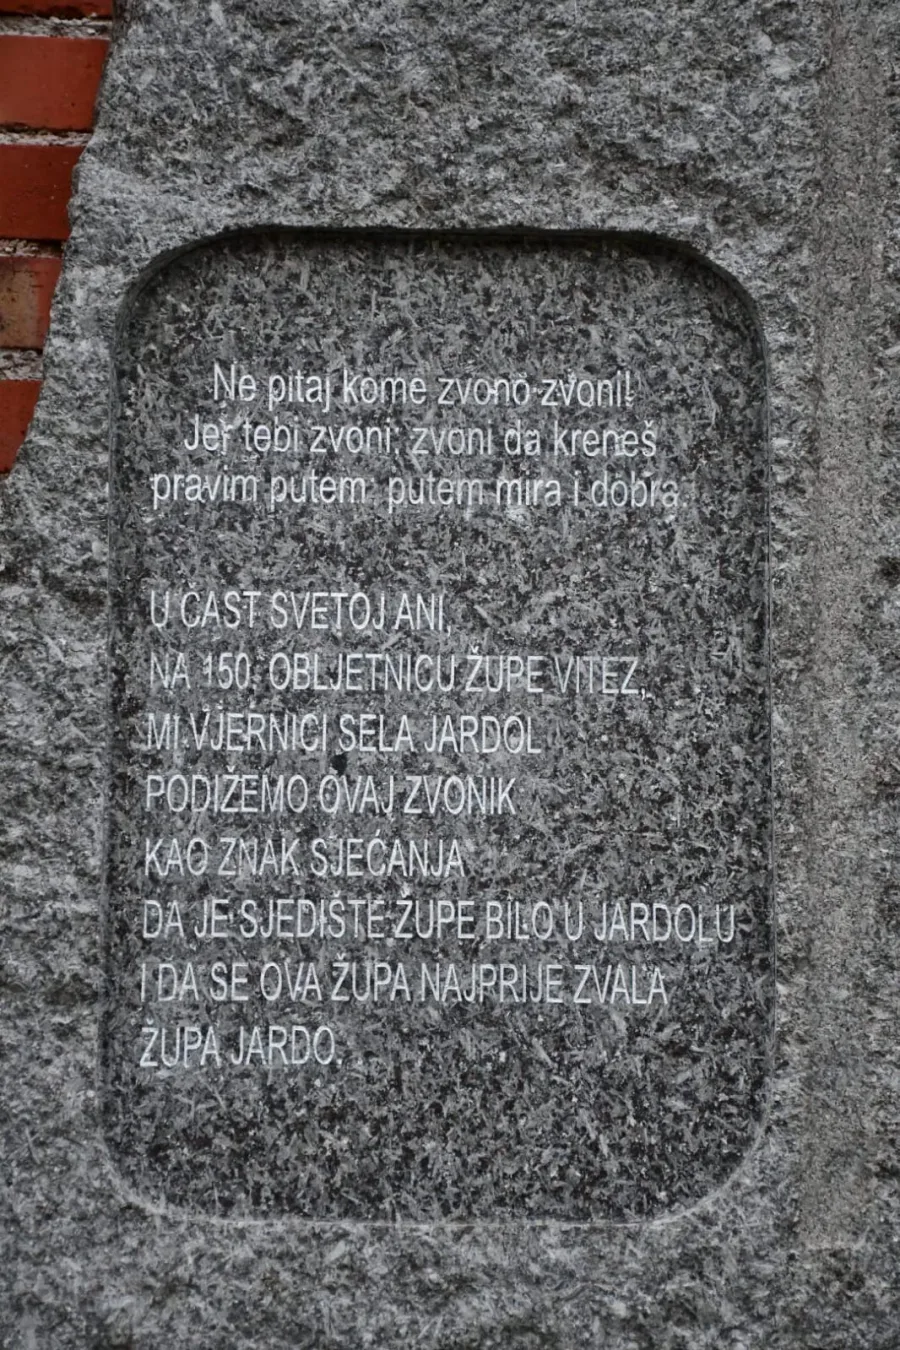 Ne pitaj kome zvono zvoni!
Jer tebi zvoni; zvoni da kreneš
pravim putem: putem mira i dobra.
U ČAST SVETOJ ANI,
NA 150. OBLJETNICU ŽUPE VITEZ,
MI VJERNICI SELA JARDOL
PODIŽEMO OVAJ ZVONIK
KAO ZNAK SJEĆANJA
DA JE SJEDIŠTE ŽUPE BILO U JARDOLU
I DA SE OVA ŽUPA NAJPRIJE ZVALA
ŽUPA JARDO.